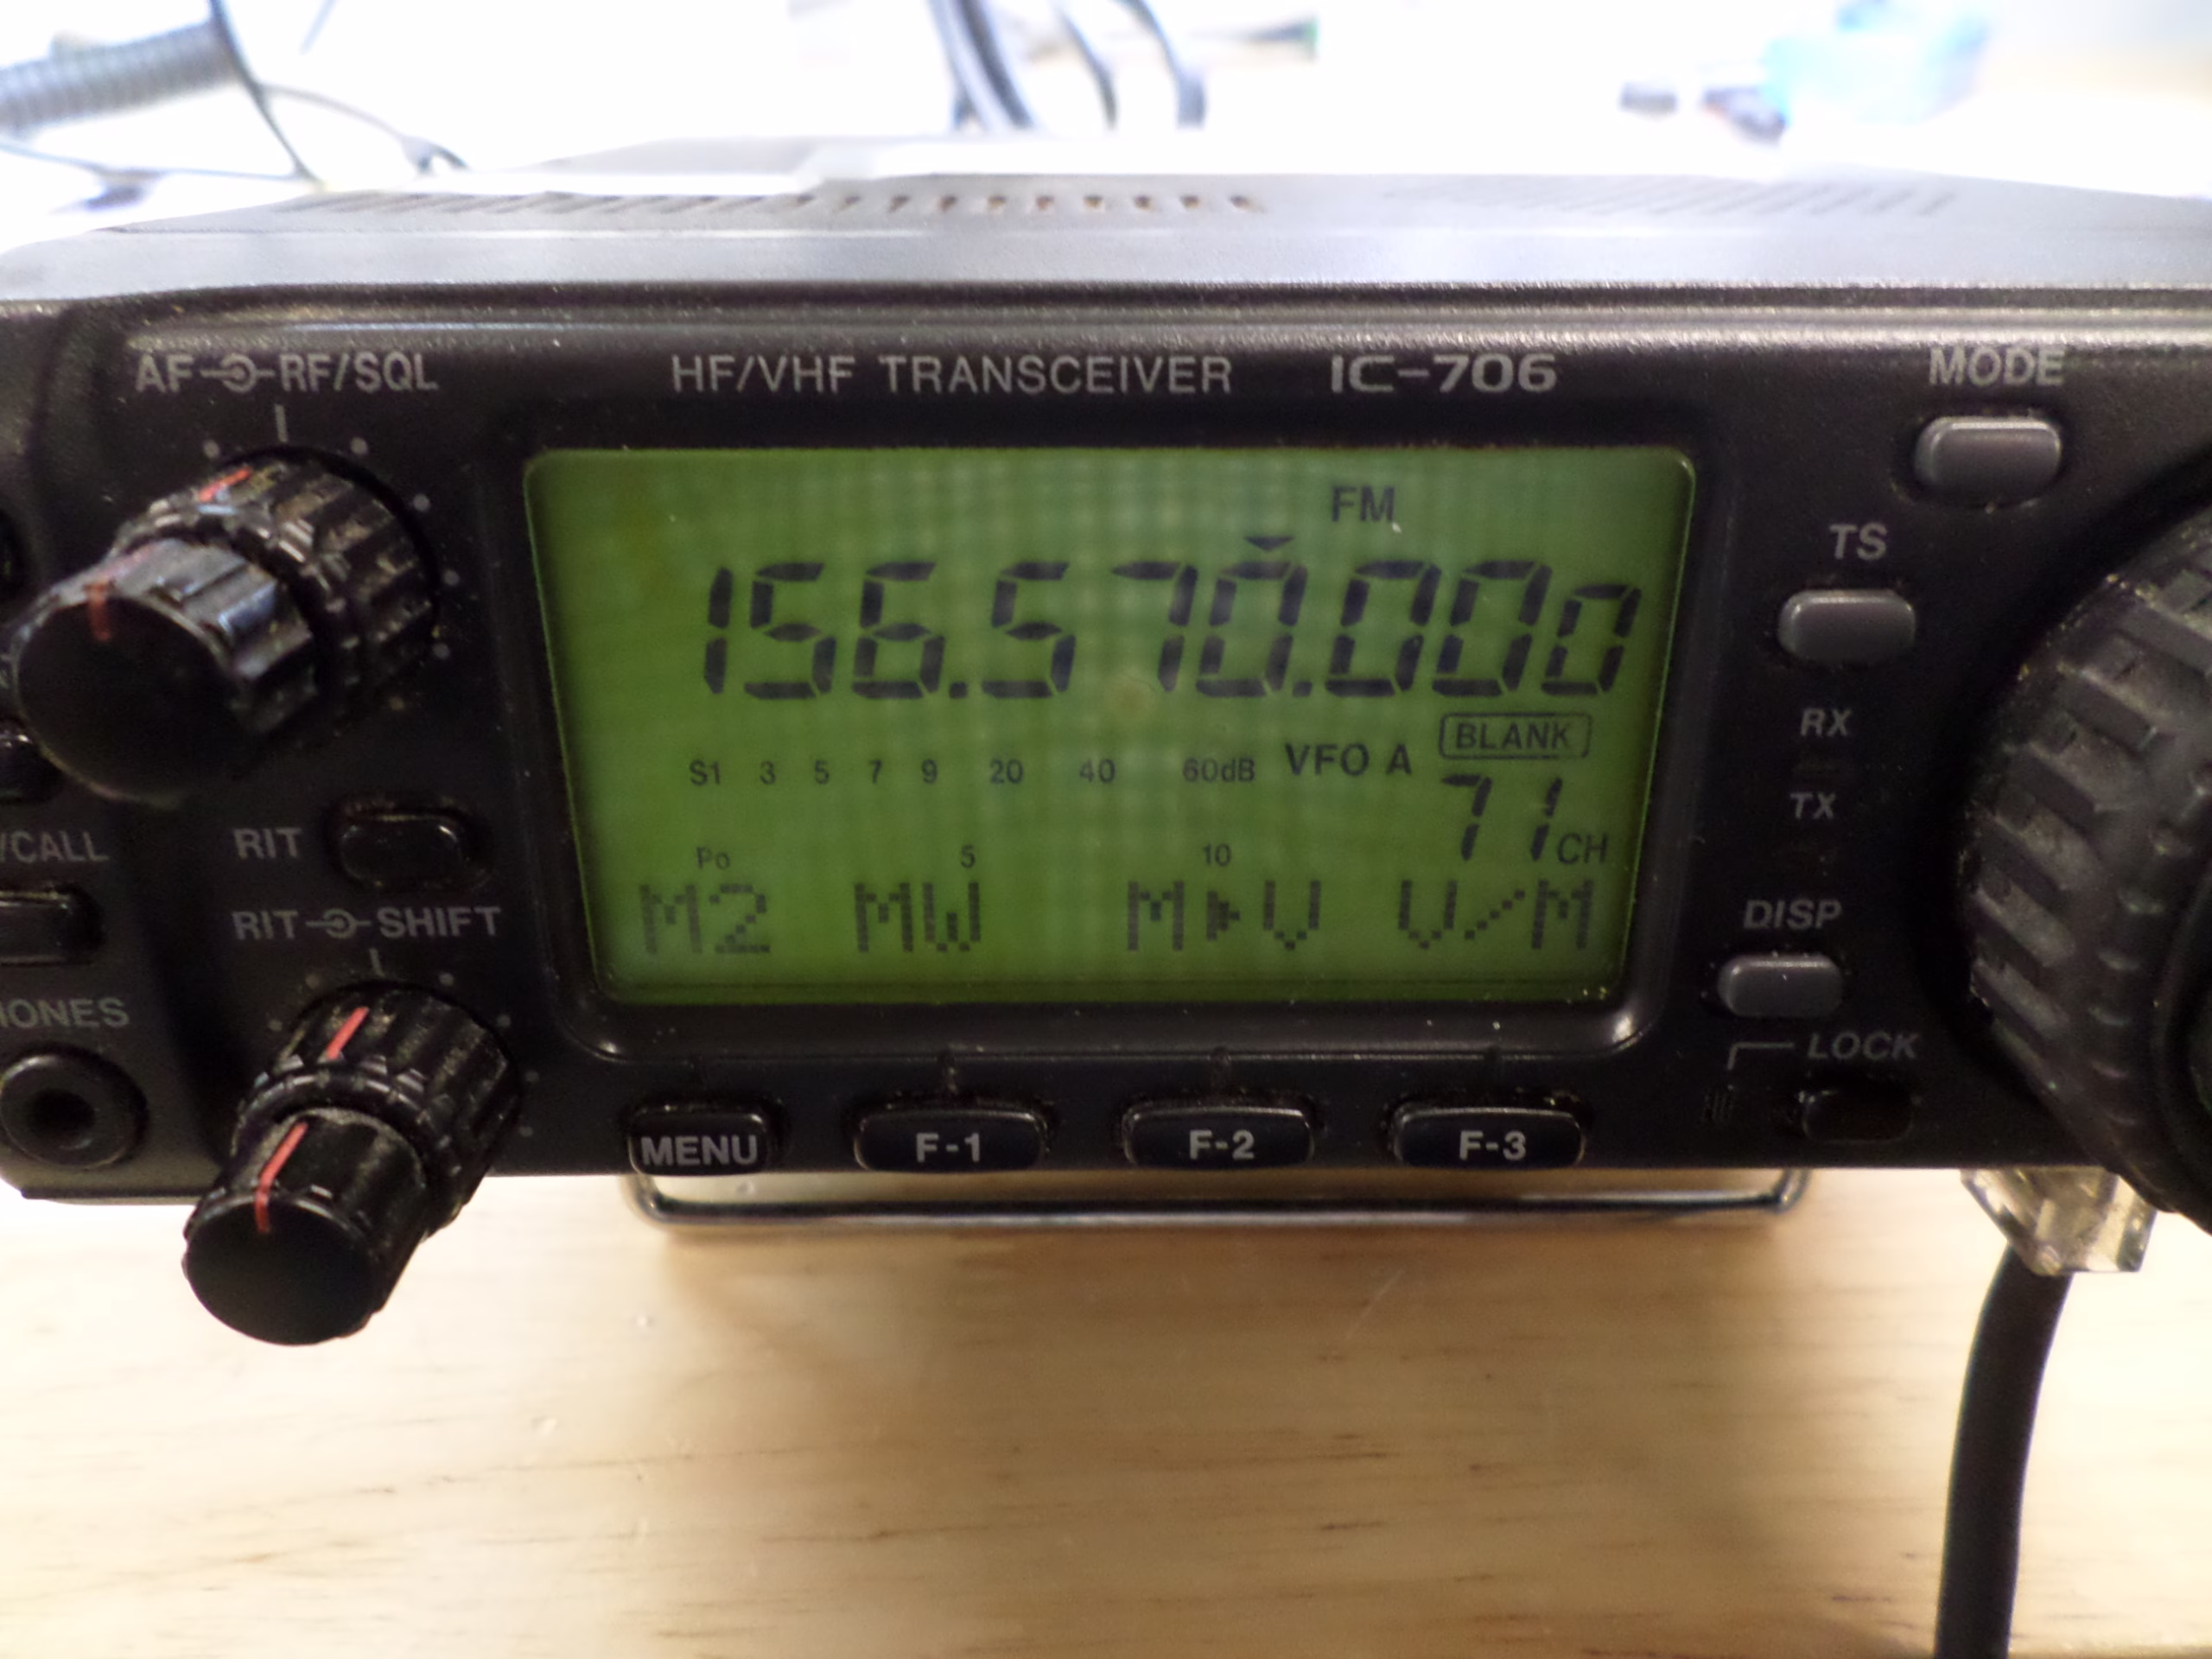 AF RF/SQL
HF/VHF TRANSCEIVER IC-706
MODE
FM
TS
156.570.000
BLANK
S1 3 5 7 9 20 40 60dB VFO A
RX
71 CH
TX
/CALL
RIT
Po 5 10
M2 MW M▶V V/M
DISP
RIT SHIFT
IONES
LOCK
MENU F-1 F-2 F-3